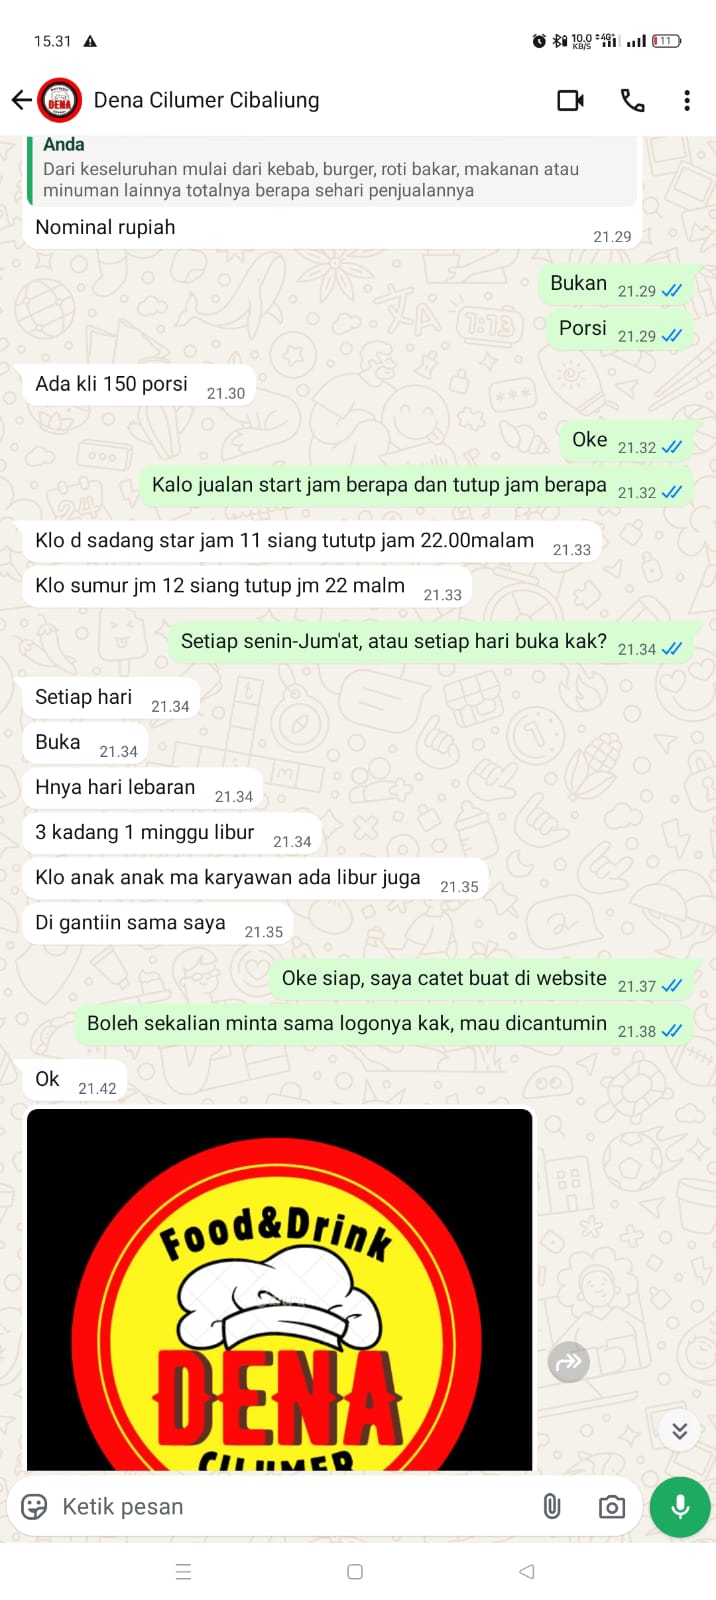 15.31
10.0
KB/S
4G+
11
Dena Cilumer Cibaliung
Anda
Dari keseluruhan mulai dari kebab, burger, roti bakar, makanan atau
minuman lainnya totalnya berapa sehari penjualannya
Nominal rupiah
21.29
Bukan 21.29
Porsi 21.29
Ada kli 150 porsi 21.30
Oke 21.32
Kalo jualan start jam berapa dan tutup jam berapa 21.32
Klo d sadang star jam 11 siang tututp jam 22.00malam 21.33
Klo sumur jm 12 siang tutup jm 22 malm 21.33
Setiap senin-Jum'at, atau setiap hari buka kak? 21.34
Setiap hari 21.34
Buka 21.34
Hnya hari lebaran 21.34
3 kadang 1 minggu libur 21.34
Klo anak anak ma karyawan ada libur juga 21.35
Di gantiin sama saya 21.35
Oke siap, saya catet buat di website 21.37
Boleh sekalian minta sama logonya kak, mau dicantumin 21.38
Ok 21.42
Food&Drink
DENA
CILUMER
Ketik pesan